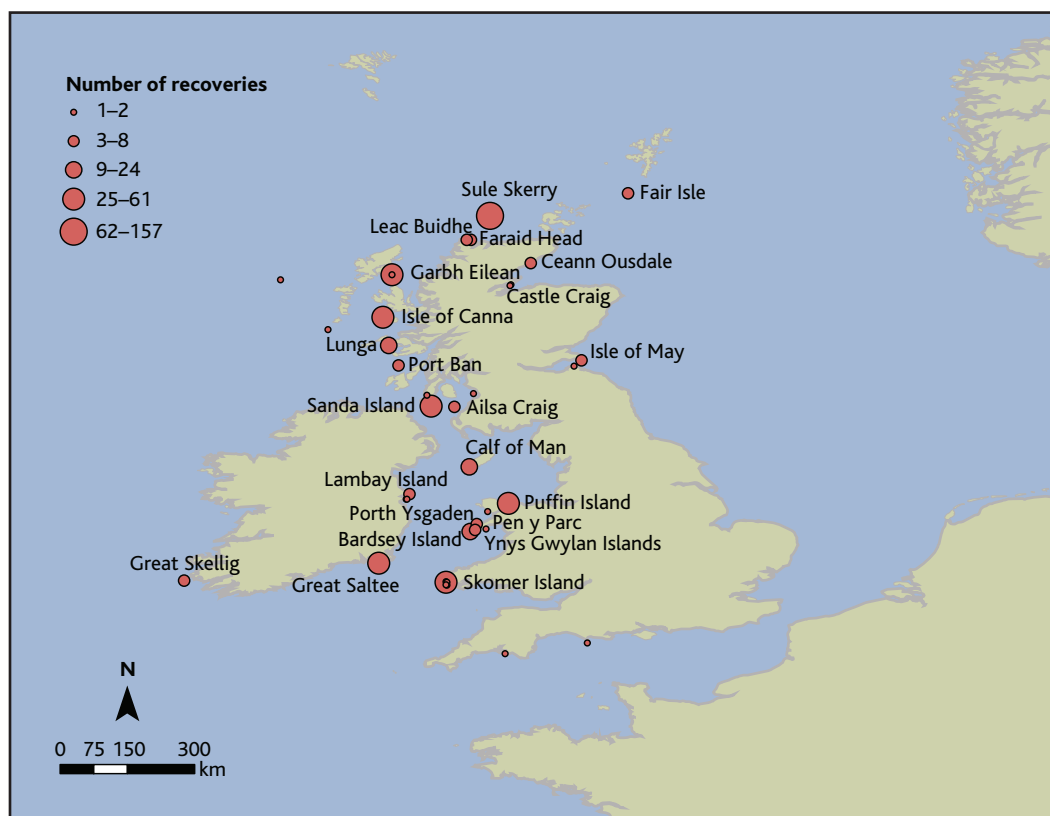 Number of recoveries
1–2
3–8
9–24
25–61
62–157
Sule Skerry
Fair Isle
Leac Buidhe
Faraid Head
Ceann Ousdale
Garbh Eilean
Castle Craig
Isle of Canna
Lunga
Isle of May
Port Ban
Sanda Island
Ailsa Craig
Calf of Man
Lambay Island
Puffin Island
Porth Ysgaden
Pen y Parc
Bardsey Island
Ynys Gwylan Islands
Great Skellig
Great Saltee
Skomer Island
N
0 75 150 300
km